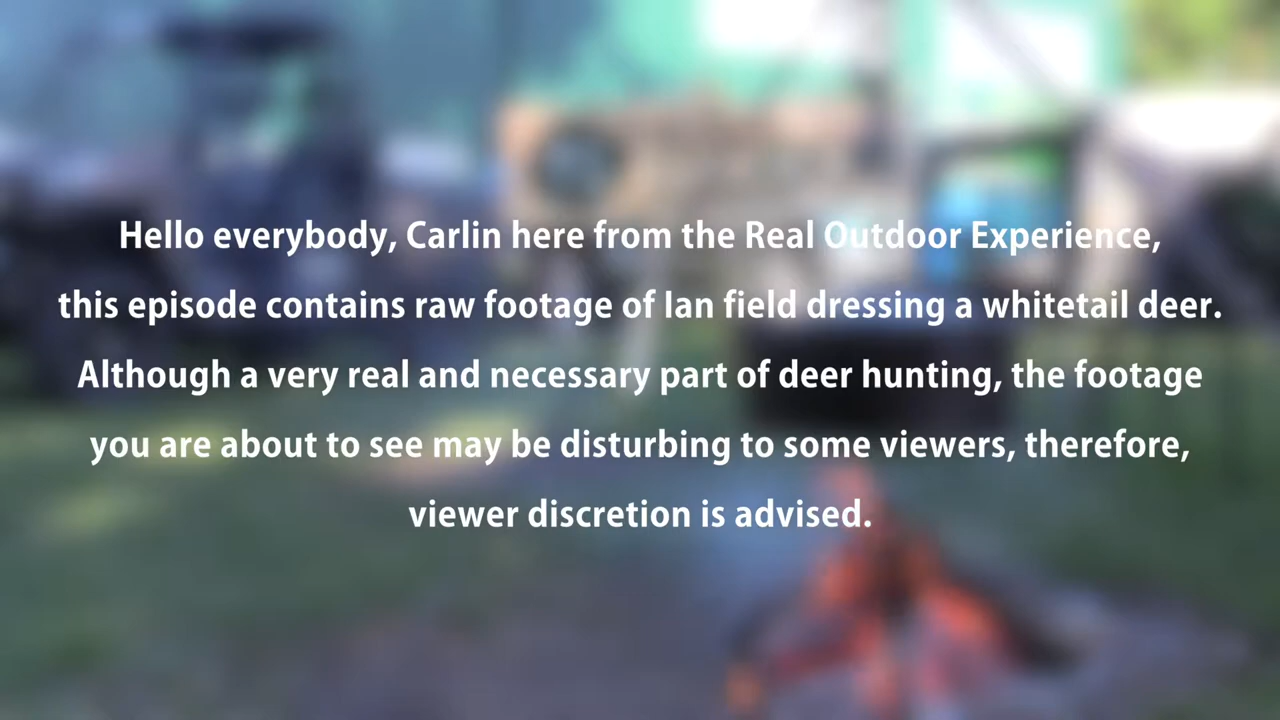 Hello everybody, Carlin here from the Real Outdoor Experience,
this episode contains raw footage of Ian field dressing a whitetail deer.
Although a very real and necessary part of deer hunting, the footage
you are about to see may be disturbing to some viewers, therefore,
viewer discretion is advised.